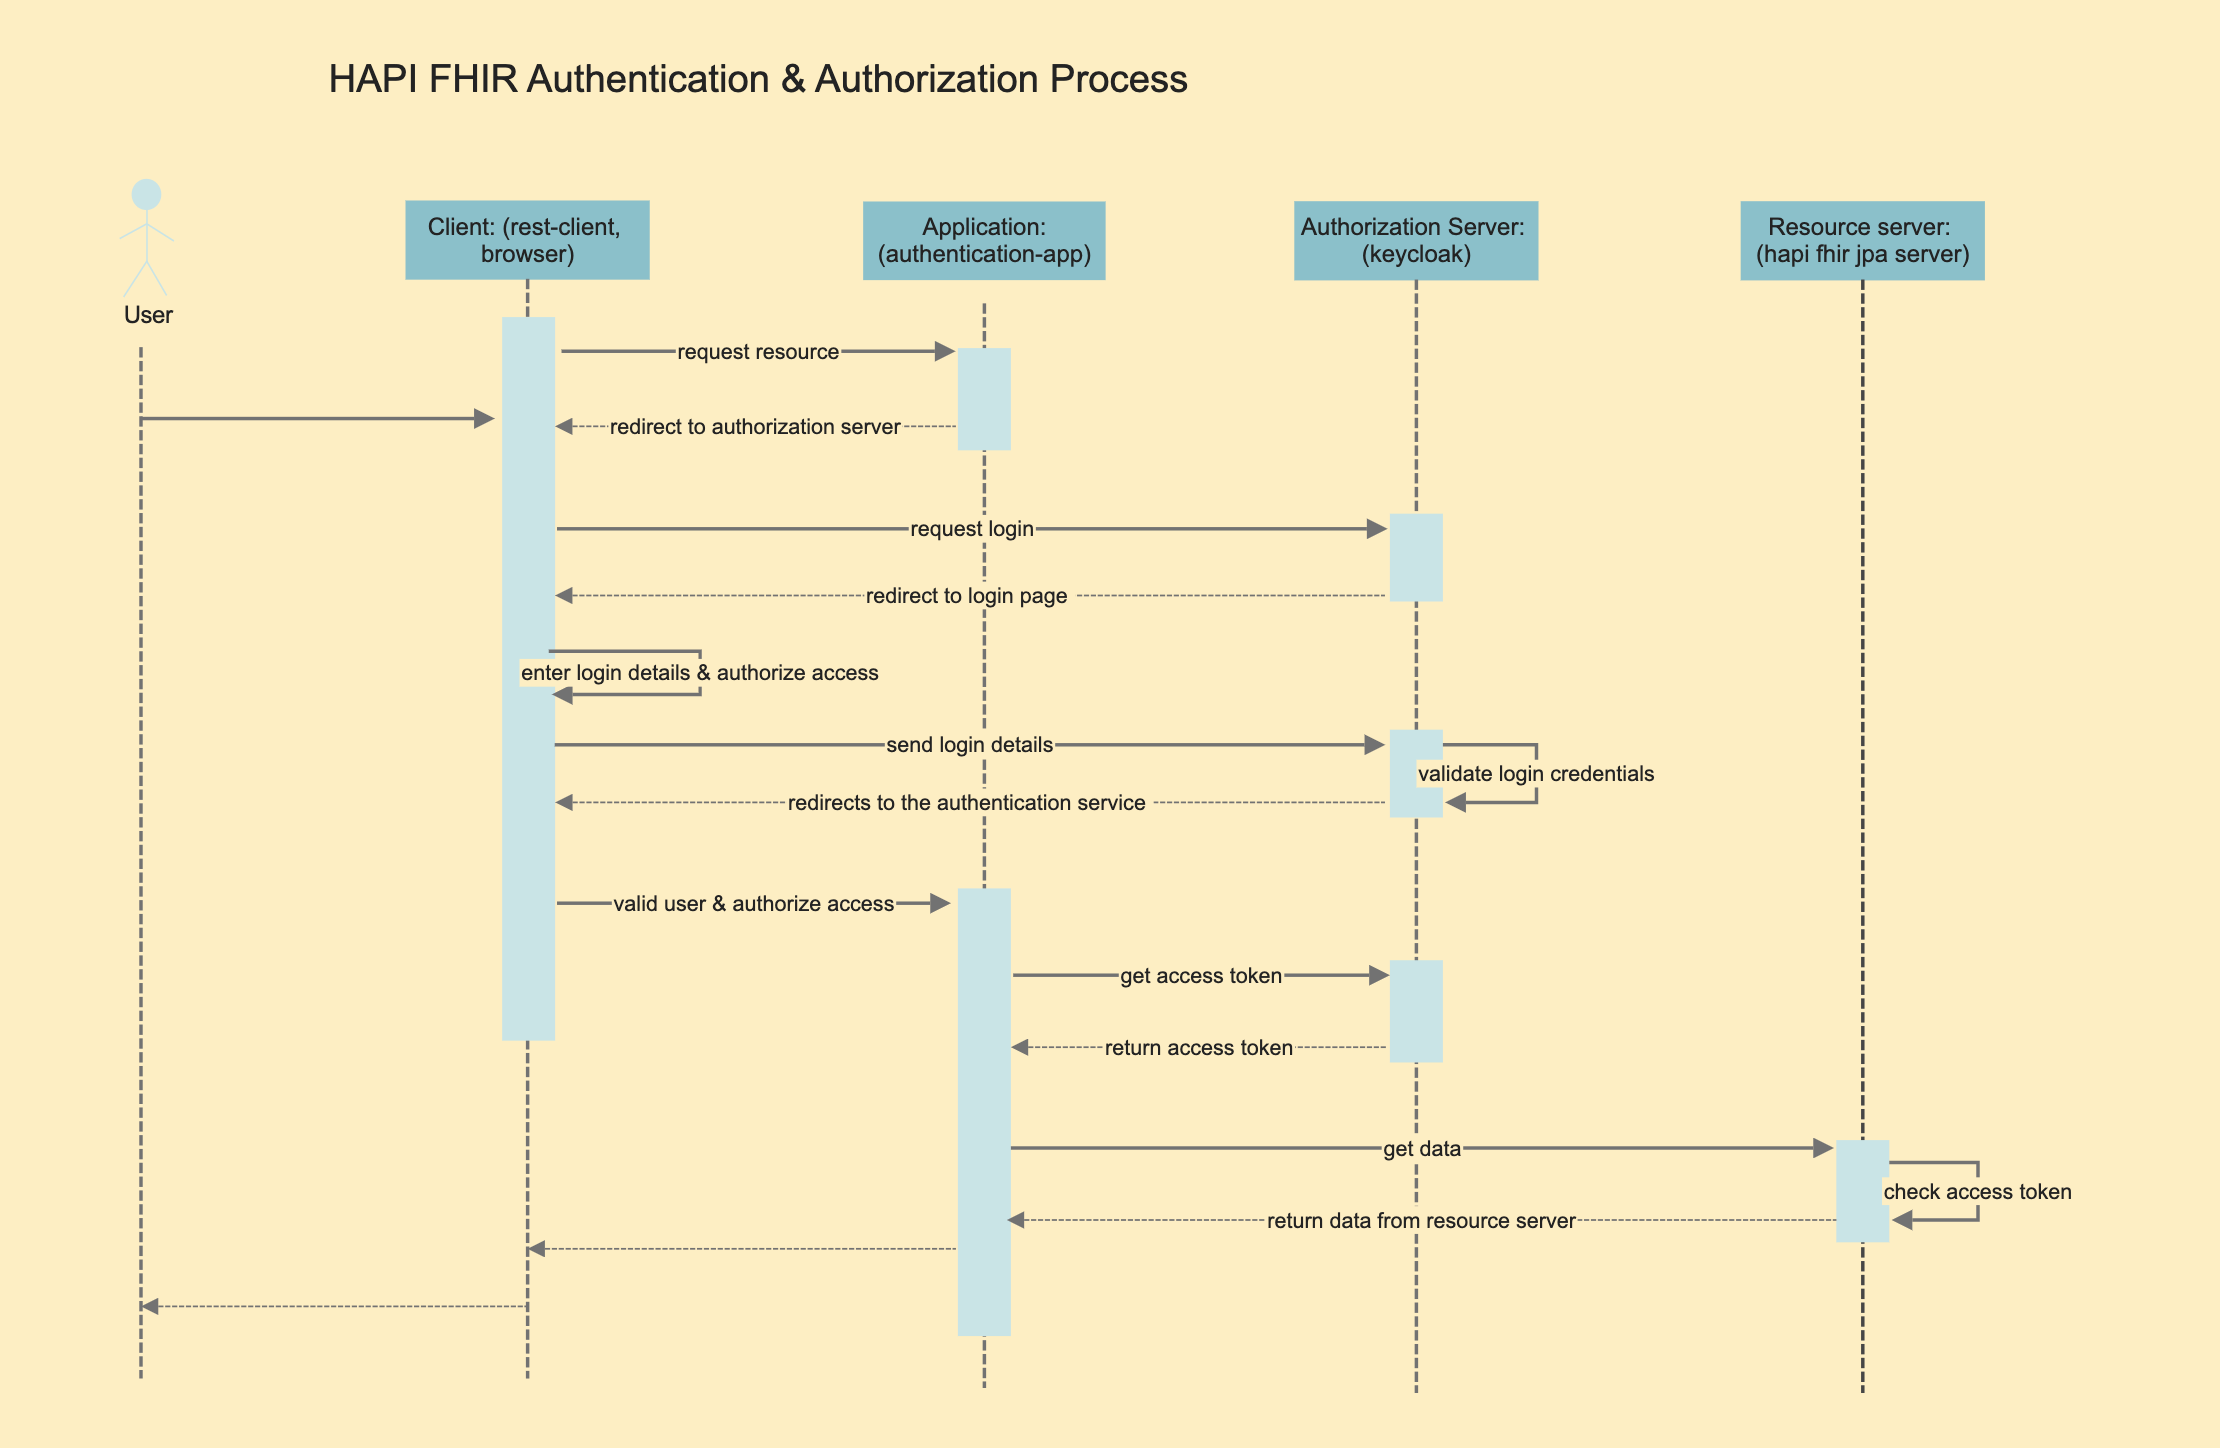 HAPI FHIR Authentication & Authorization Process
User
Client: (rest-client,
browser)
Application:
(authentication-app)
Authorization Server:
(keycloak)
Resource server:
(hapi fhir jpa server)
request resource
redirect to authorization server
request login
redirect to login page
enter login details & authorize access
send login details
validate login credentials
redirects to the authentication service
valid user & authorize access
get access token
return access token
get data
check access token
return data from resource server